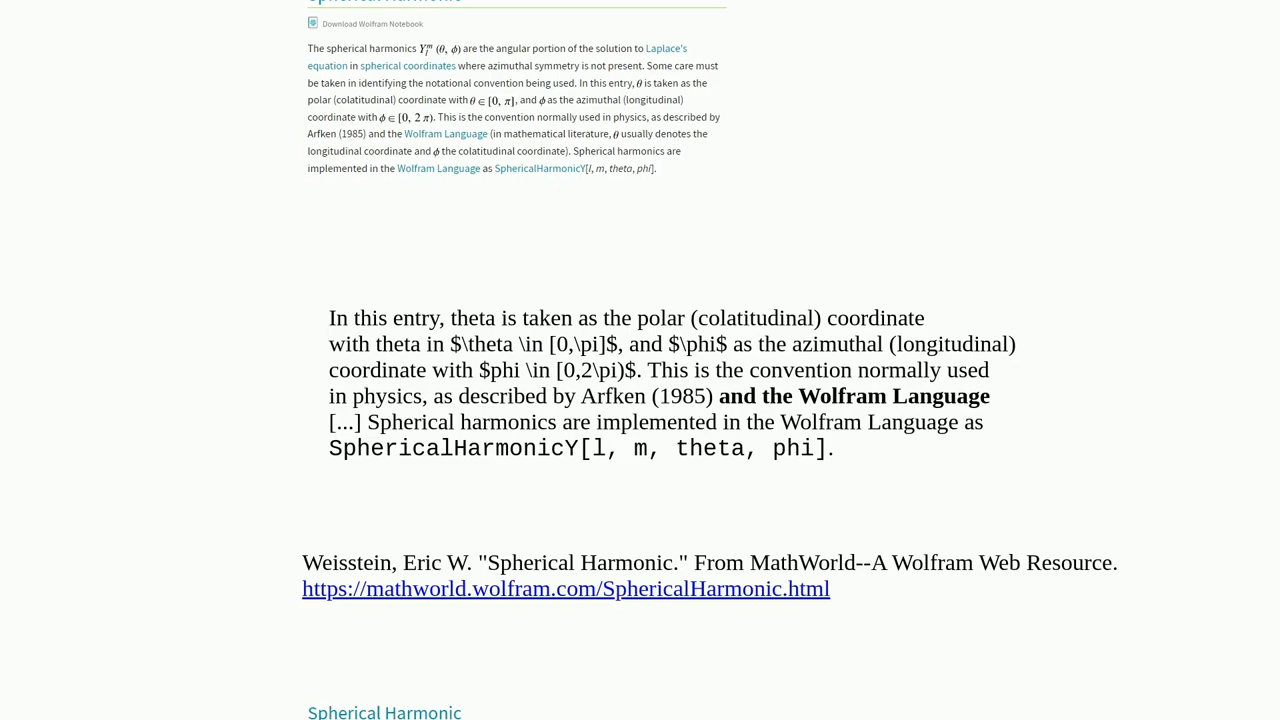 Spherical Harmonic
Download Wolfram Notebook
The spherical harmonics Y_l^m (θ, ϕ) are the angular portion of the solution to Laplace's
equation in spherical coordinates where azimuthal symmetry is not present. Some care must
be taken in identifying the notational convention being used. In this entry, θ is taken as the
polar (colatitudinal) coordinate with θ ∈ [0, π], and ϕ as the azimuthal (longitudinal)
coordinate with ϕ ∈ [0, 2 π). This is the convention normally used in physics, as described by
Arfken (1985) and the Wolfram Language (in mathematical literature, θ usually denotes the
longitudinal coordinate and ϕ the colatitudinal coordinate). Spherical harmonics are
implemented in the Wolfram Language as SphericalHarmonicY[l, m, theta, phi].
In this entry, theta is taken as the polar (colatitudinal) coordinate
with theta in $\theta \in [0,\pi]$, and $\phi$ as the azimuthal (longitudinal)
coordinate with $phi \in [0,2\pi)$. This is the convention normally used
in physics, as described by Arfken (1985) and the Wolfram Language
[...] Spherical harmonics are implemented in the Wolfram Language as
SphericalHarmonicY[l, m, theta, phi].
Weisstein, Eric W. "Spherical Harmonic." From MathWorld--A Wolfram Web Resource.
https://mathworld.wolfram.com/SphericalHarmonic.html
Spherical Harmonic